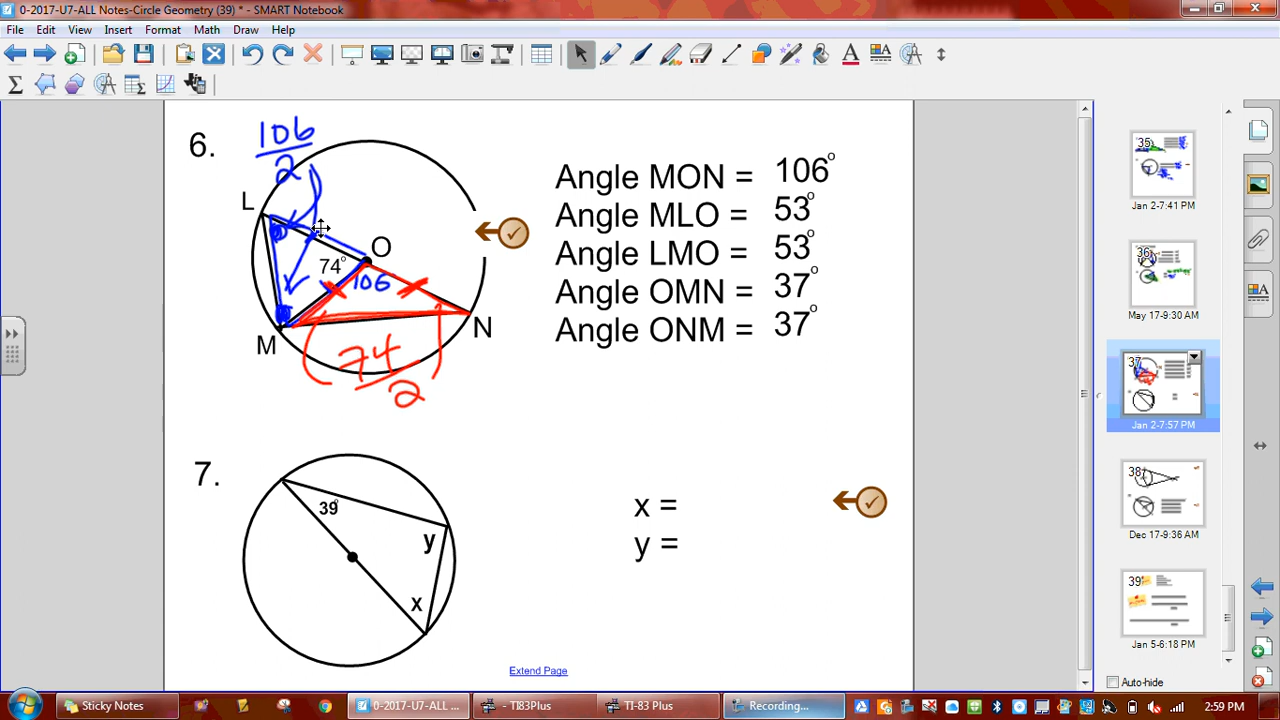 0-2017-U7-ALL Notes-Circle Geometry (39) * - SMART Notebook
File Edit View Insert Format Math Draw Help
6.
106
2
L
O
74°
106
M
N
74
2
Angle MON = 106°
Angle MLO = 53°
Angle LMO = 53°
Angle OMN = 37°
Angle ONM = 37°
7.
39°
y
x
x =
y =
Extend Page
35
Jan 2-7:41 PM
36
May 17-9:30 AM
37
Jan 2-7:57 PM
38
Dec 17-9:36 AM
39
Jan 5-6:18 PM
Auto-hide
Sticky Notes
0-2017-U7-ALL ...
- TI83Plus
TI-83 Plus
Recording...
2:59 PM